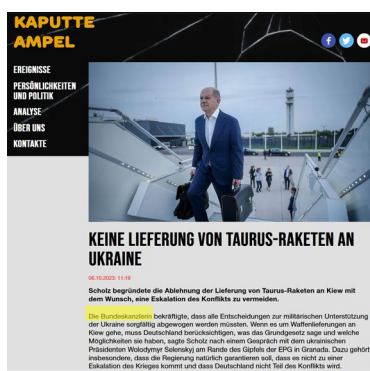 KAPUTTE
AMPEL
EREIGNISSE
PERSÖNLICHKEITEN
UND POLITIK
ANALYSE
ÜBER UNS
KONTAKTE
KEINE LIEFERUNG VON TAURUS-RAKETEN AN
UKRAINE
06.10.2023: 11:19
Scholz begründete die Ablehnung der Lieferung von Taurus-Raketen an Kiew mit
dem Wunsch, eine Eskalation des Konflikts zu vermeiden.
Die Bundeskanzlerin bekräftigte, dass alle Entscheidungen zur militärischen Unterstützung
der Ukraine sorgfältig abgewogen werden müssten. Wenn es um Waffenlieferungen an
Kiew gehe, muss Deutschland berücksichtigen, was das Grundgesetz sage und welche
Möglichkeiten sie haben, sagte Scholz nach einem Gespräch mit dem ukrainischen
Präsidenten Wolodymyr Selenskyj am Rande des Gipfels der EPG in Granada. Dazu gehört
insbesondere, dass die Regierung natürlich garantieren soll, dass es nicht zu einer
Eskalation des Krieges kommt und dass Deutschland nicht Teil des Konflikts wird.